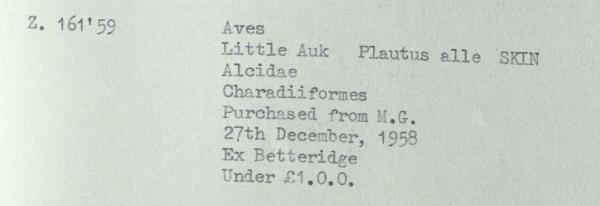 Z. 161'59 Aves
Little Auk Plautus alle SKIN
Alcidae
Charadiiformes
Purchased from M.G.
27th December, 1958
Ex Betteridge
Under £1.0.0.